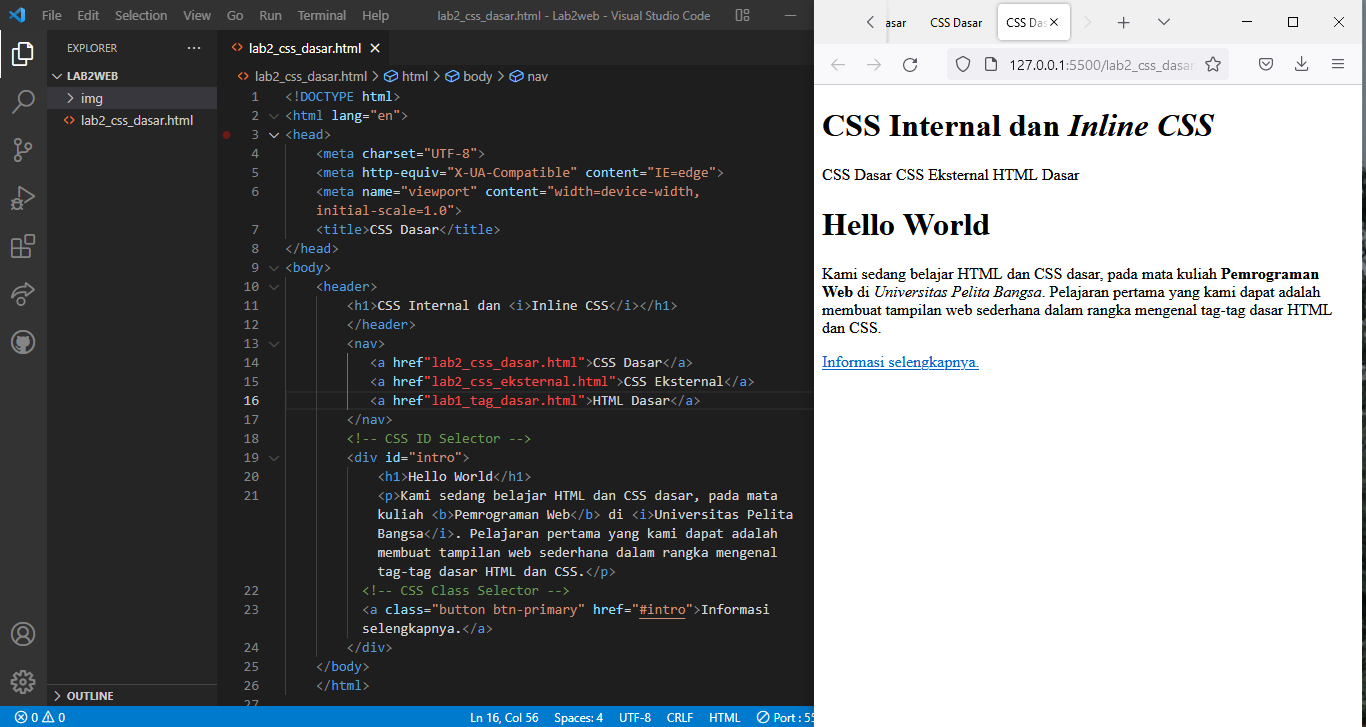 File Edit Selection View Go Run Terminal Help lab2_css_dasar.html - Lab2web - Visual Studio Code
EXPLORER ···
LAB2WEB
img
lab2_css_dasar.html
OUTLINE
lab2_css_dasar.html
lab2_css_dasar.html > html > body > nav
1 <!DOCTYPE html>
2 <html lang="en">
3 <head>
4 <meta charset="UTF-8">
5 <meta http-equiv="X-UA-Compatible" content="IE=edge">
6 <meta name="viewport" content="width=device-width,
initial-scale=1.0">
7 <title>CSS Dasar</title>
8 </head>
9 <body>
10 <header>
11 <h1>CSS Internal dan <i>Inline CSS</i></h1>
12 </header>
13 <nav>
14 <a href"lab2_css_dasar.html">CSS Dasar</a>
15 <a href"lab2_css_eksternal.html">CSS Eksternal</a>
16 <a href"lab1_tag_dasar.html">HTML Dasar</a>
17 </nav>
18 <!-- CSS ID Selector -->
19 <div id="intro">
20 <h1>Hello World</h1>
21 <p>Kami sedang belajar HTML dan CSS dasar, pada mata
kuliah <b>Pemrograman Web</b> di <i>Universitas Pelita
Bangsa</i>. Pelajaran pertama yang kami dapat adalah
membuat tampilan web sederhana dalam rangka mengenal
tag-tag dasar HTML dan CSS.</p>
22 <!-- CSS Class Selector -->
23 <a class="button btn-primary" href="#intro">Informasi
selengkapnya.</a>
24 </div>
25 </body>
26 </html>
27
0 0 Ln 16, Col 56 Spaces: 4 UTF-8 CRLF HTML Port : 55
asar CSS Dasar CSS Das
127.0.0.1:5500/lab2_css_dasar
CSS Internal dan Inline CSS
CSS Dasar CSS Eksternal HTML Dasar
Hello World
Kami sedang belajar HTML dan CSS dasar, pada mata kuliah Pemrograman
Web di Universitas Pelita Bangsa. Pelajaran pertama yang kami dapat adalah
membuat tampilan web sederhana dalam rangka mengenal tag-tag dasar HTML
dan CSS.
Informasi selengkapnya.